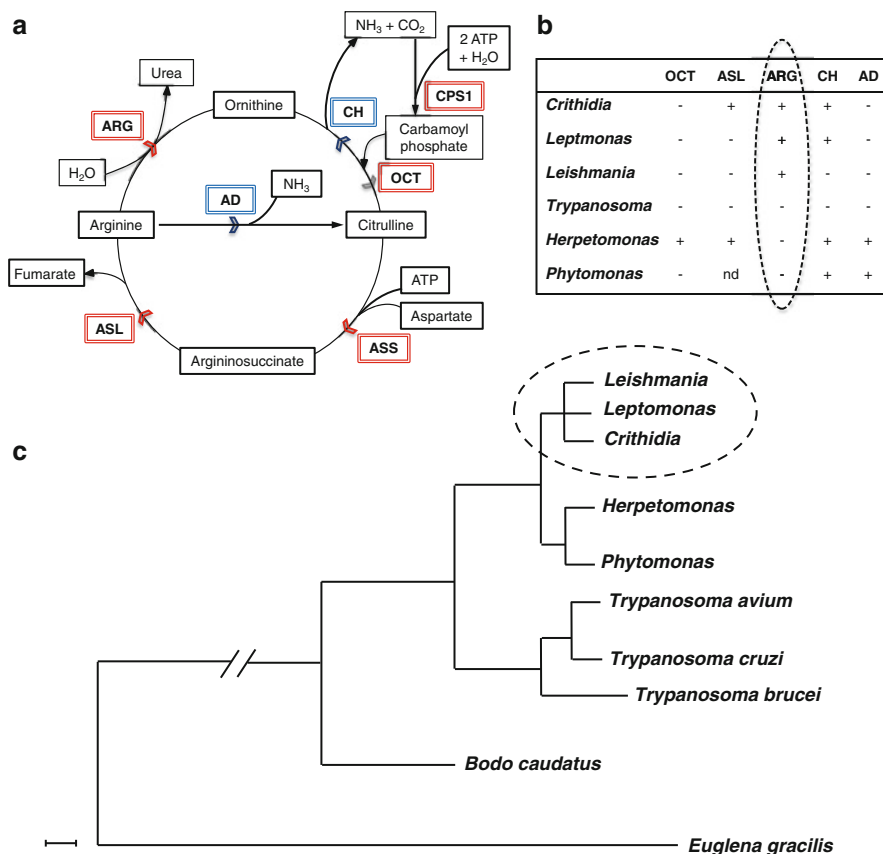 a
NH₃ + CO₂
2 ATP
+ H₂O
Urea
Ornithine
CH
CPS1
ARG
Carbamoyl
phosphate
H₂O
OCT
AD
NH₃
Arginine
Citrulline
Fumarate
ATP
Aspartate
ASL
ASS
Argininosuccinate
b
OCT ASL ARG CH AD
Crithidia - + + + -
Leptmonas - - + + -
Leishmania - - + - -
Trypanosoma - - - - -
Herpetomonas + + - + +
Phytomonas - nd - + +
c
Leishmania
Leptomonas
Crithidia
Herpetomonas
Phytomonas
Trypanosoma avium
Trypanosoma cruzi
Trypanosoma brucei
Bodo caudatus
Euglena gracilis